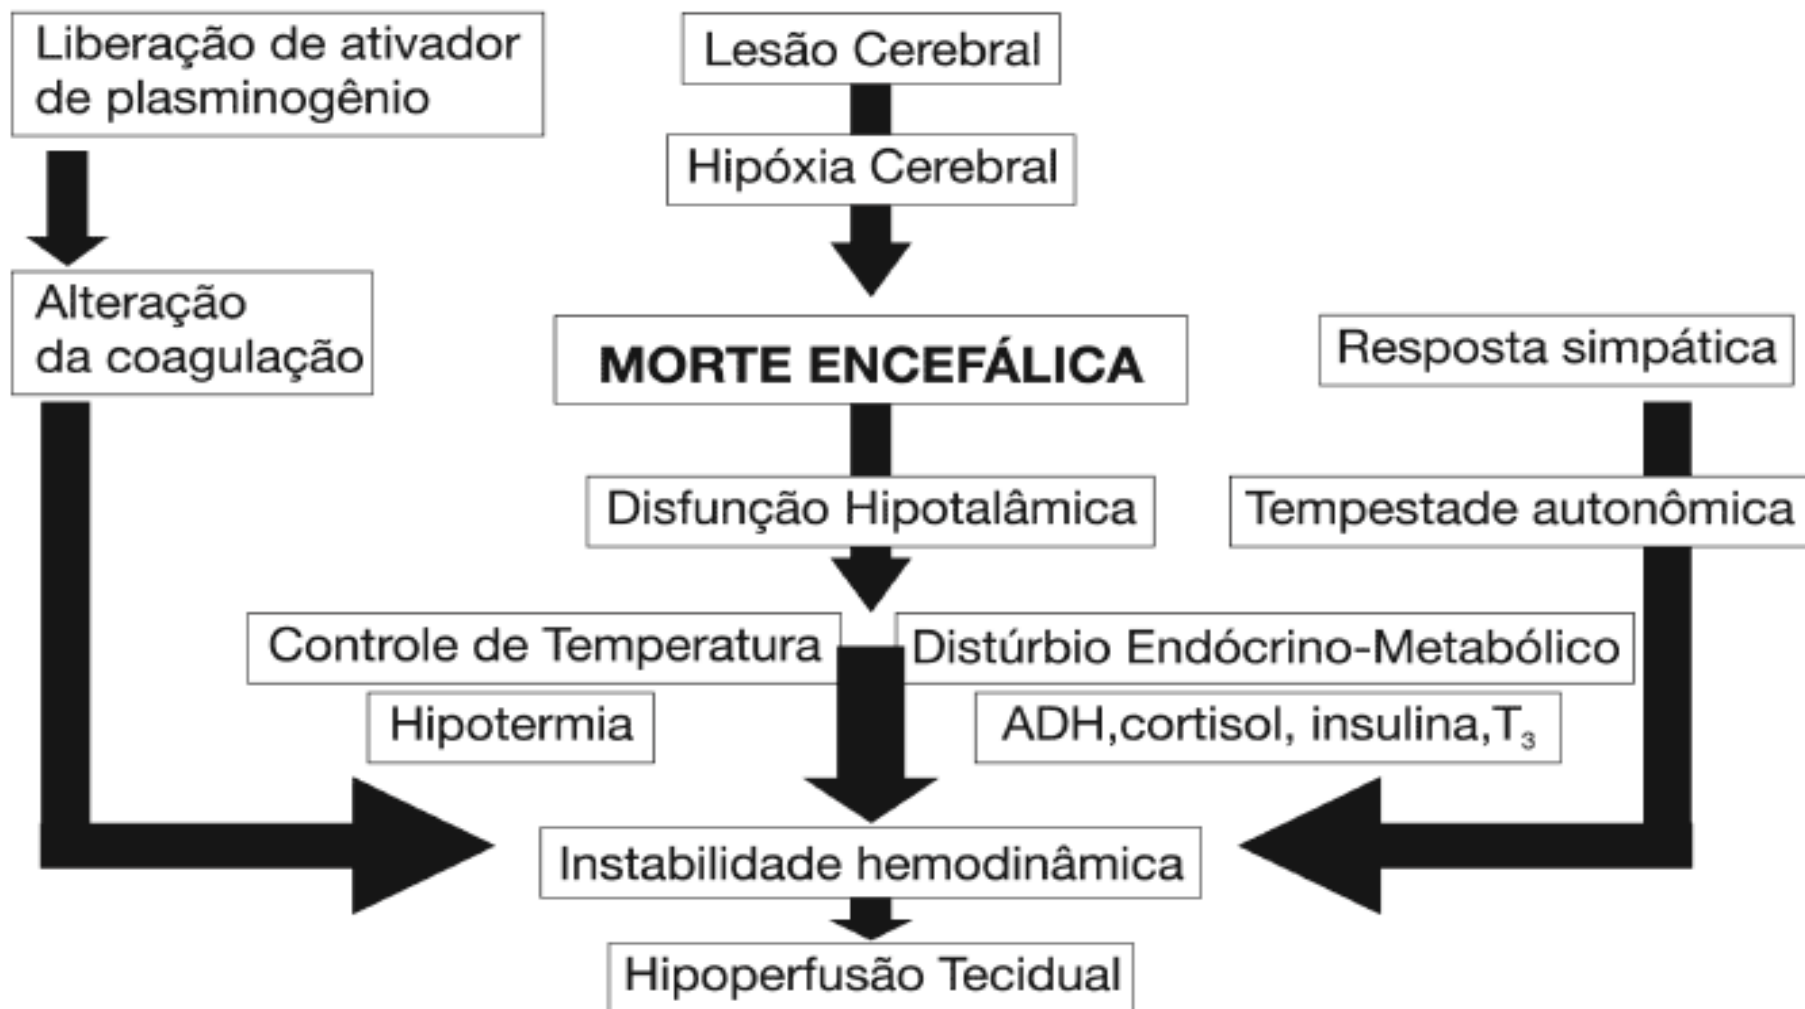 Liberação de ativador
de plasminogênio
Lesão Cerebral
Hipóxia Cerebral
Alteração
da coagulação
MORTE ENCEFÁLICA
Resposta simpática
Disfunção Hipotalâmica
Tempestade autonômica
Controle de Temperatura
Distúrbio Endócrino-Metabólico
Hipotermia
ADH,cortisol, insulina,T₃
Instabilidade hemodinâmica
Hipoperfusão Tecidual